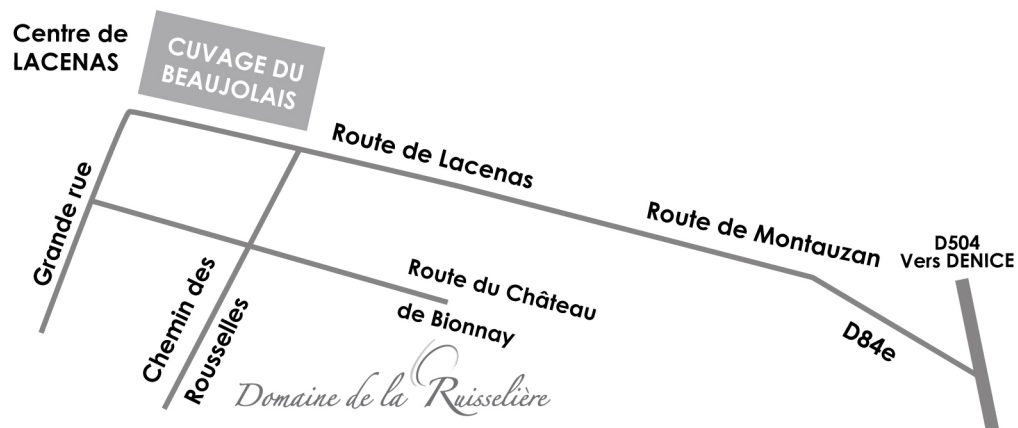 Centre de
LACENAS
CUVAGE DU
BEAUJOLAIS
Route de Lacenas
Grande rue
Route de Montauzan
D504
Vers DENICE
Chemin des
Rousselles
Route du Château
de Bionnay
D84e
Domaine de la Ruisselière